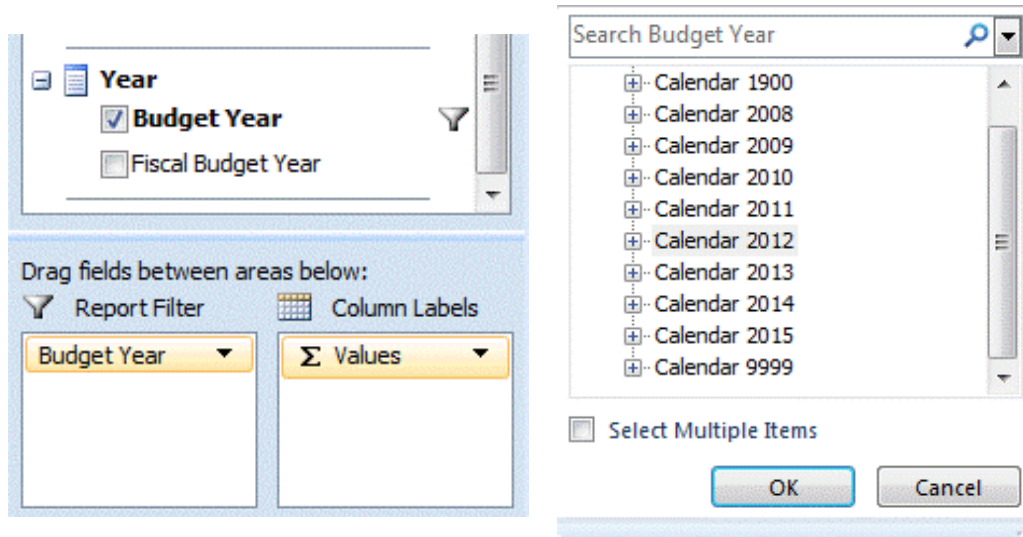 Year
Budget Year
Fiscal Budget Year
Drag fields between areas below:
Report Filter
Column Labels
Budget Year
Σ Values
Search Budget Year
Calendar 1900
Calendar 2008
Calendar 2009
Calendar 2010
Calendar 2011
Calendar 2012
Calendar 2013
Calendar 2014
Calendar 2015
Calendar 9999
Select Multiple Items
OK
Cancel